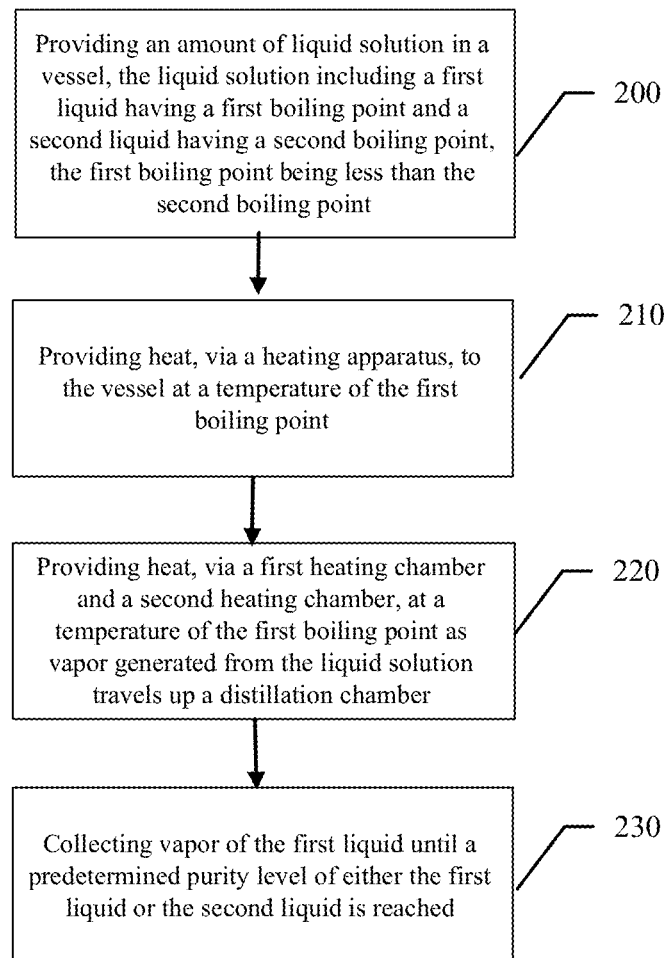 Providing an amount of liquid solution in a
vessel, the liquid solution including a first
liquid having a first boiling point and a
second liquid having a second boiling point,
the first boiling point being less than the
second boiling point
200
Providing heat, via a heating apparatus, to
the vessel at a temperature of the first
boiling point
210
Providing heat, via a first heating chamber
and a second heating chamber, at a
temperature of the first boiling point as
vapor generated from the liquid solution
travels up a distillation chamber
220
Collecting vapor of the first liquid until a
predetermined purity level of either the first
liquid or the second liquid is reached
230